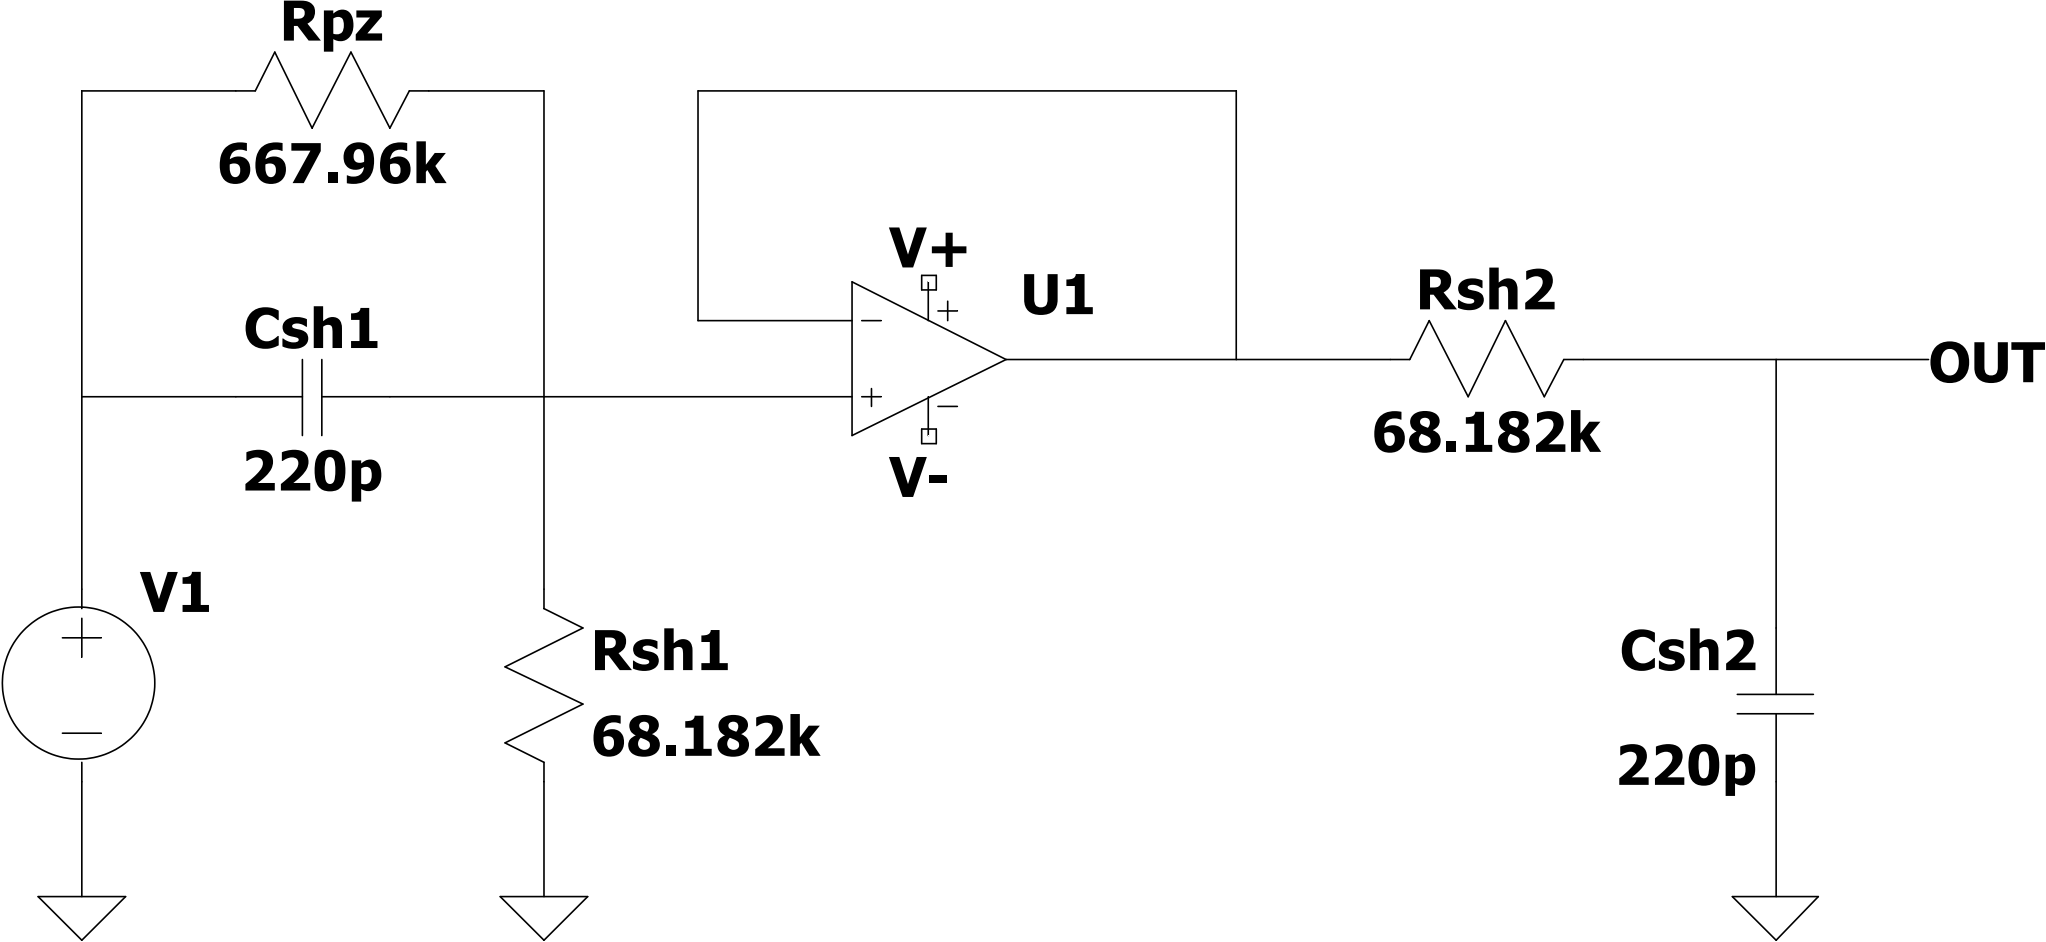 Rpz
667.96k
Csh1
220p
V1
Rsh1
68.182k
V+
U1
V-
Rsh2
68.182k
OUT
Csh2
220p